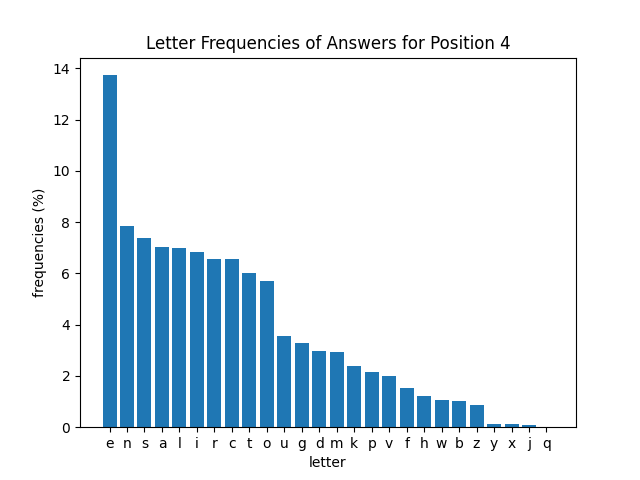 Letter Frequencies of Answers for Position 4
14
12
10
8
6
4
2
0
frequencies (%)
e n s a l i r c t o u g d m k p v f h w b z y x j q
letter